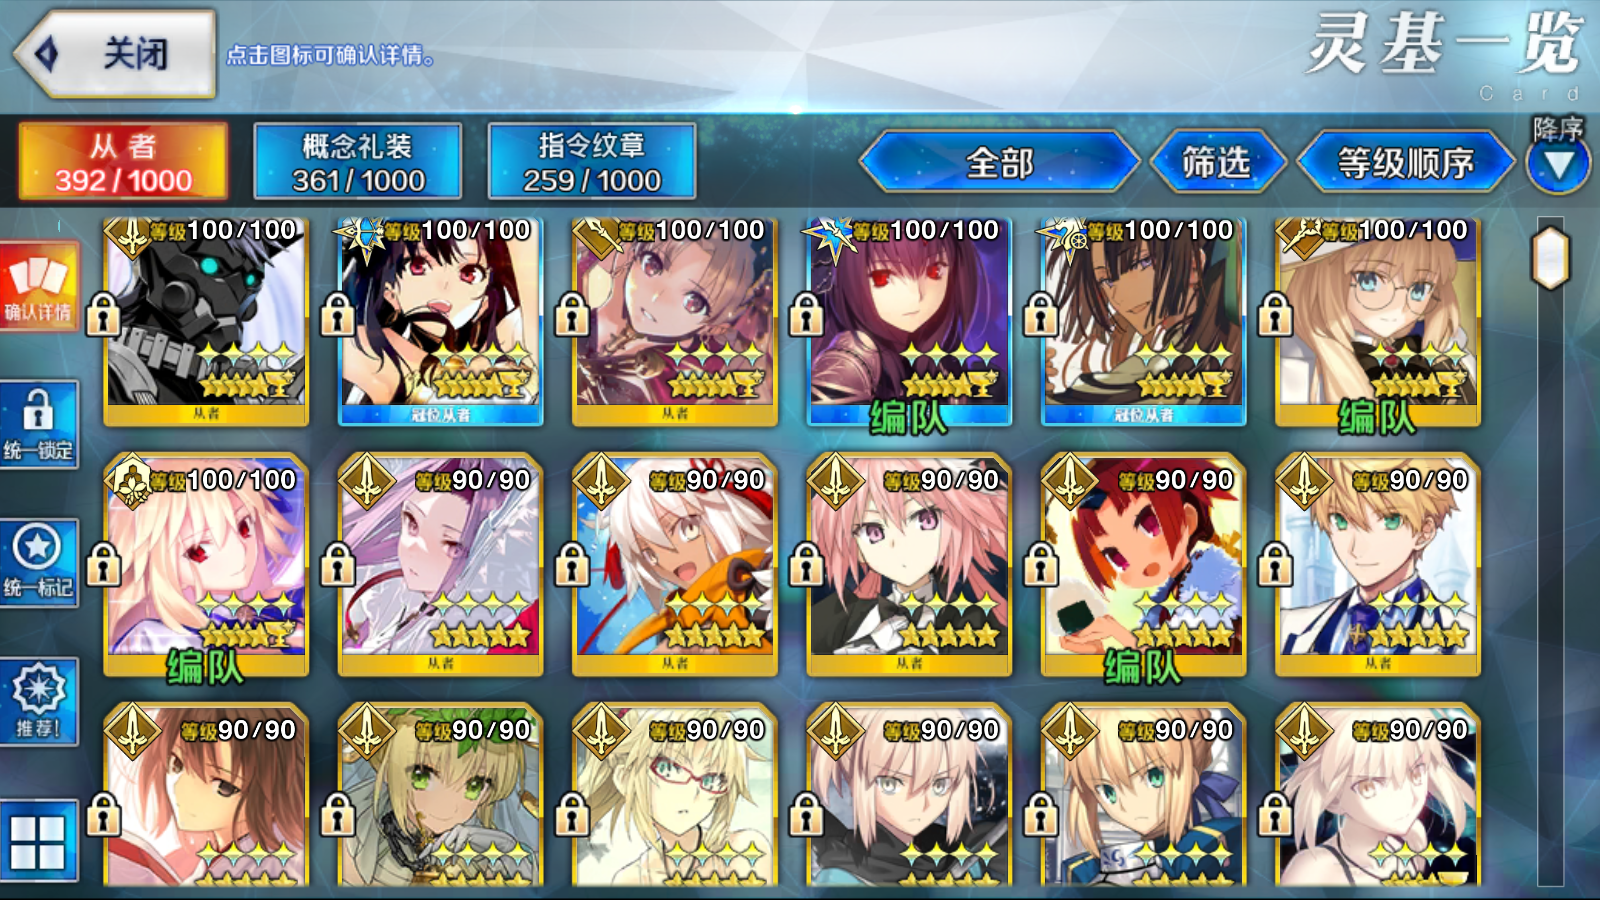 关闭
点击图标可确认详情。
灵基一览
Card
从者
392/1000
概念礼装
361/1000
指令纹章
259/1000
全部
筛选
等级顺序
降序
确认详情
统一锁定
统一标记
推荐!
等级100/100
等级100/100
等级100/100
等级100/100
等级100/100
等级100/100
从者
冠位从者
从者
编队
冠位从者
编队
等级100/100
等级90/90
等级90/90
等级90/90
等级90/90
等级90/90
编队
从者
从者
从者
编队
从者
等级90/90
等级90/90
等级90/90
等级90/90
等级90/90
等级90/90